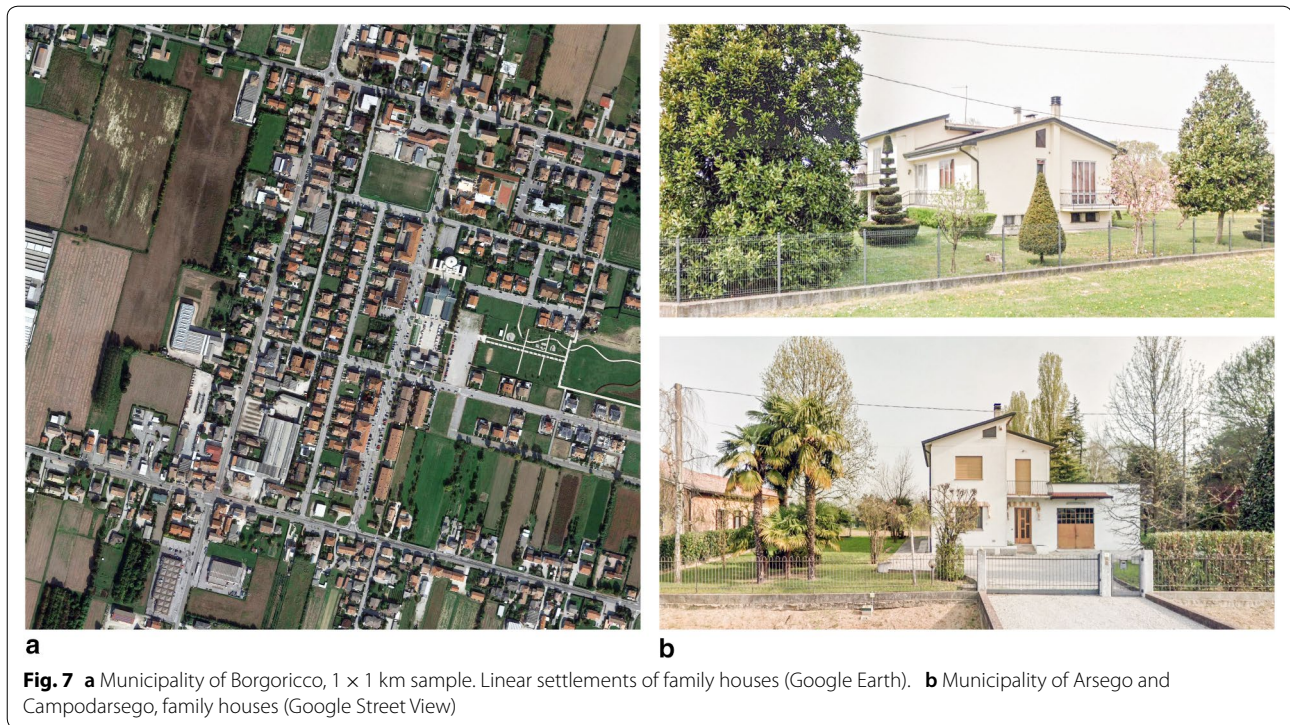 a
b
Fig. 7 a Municipality of Borgoricco, 1 × 1 km sample. Linear settlements of family houses (Google Earth). b Municipality of Arsego and
Campodarsego, family houses (Google Street View)